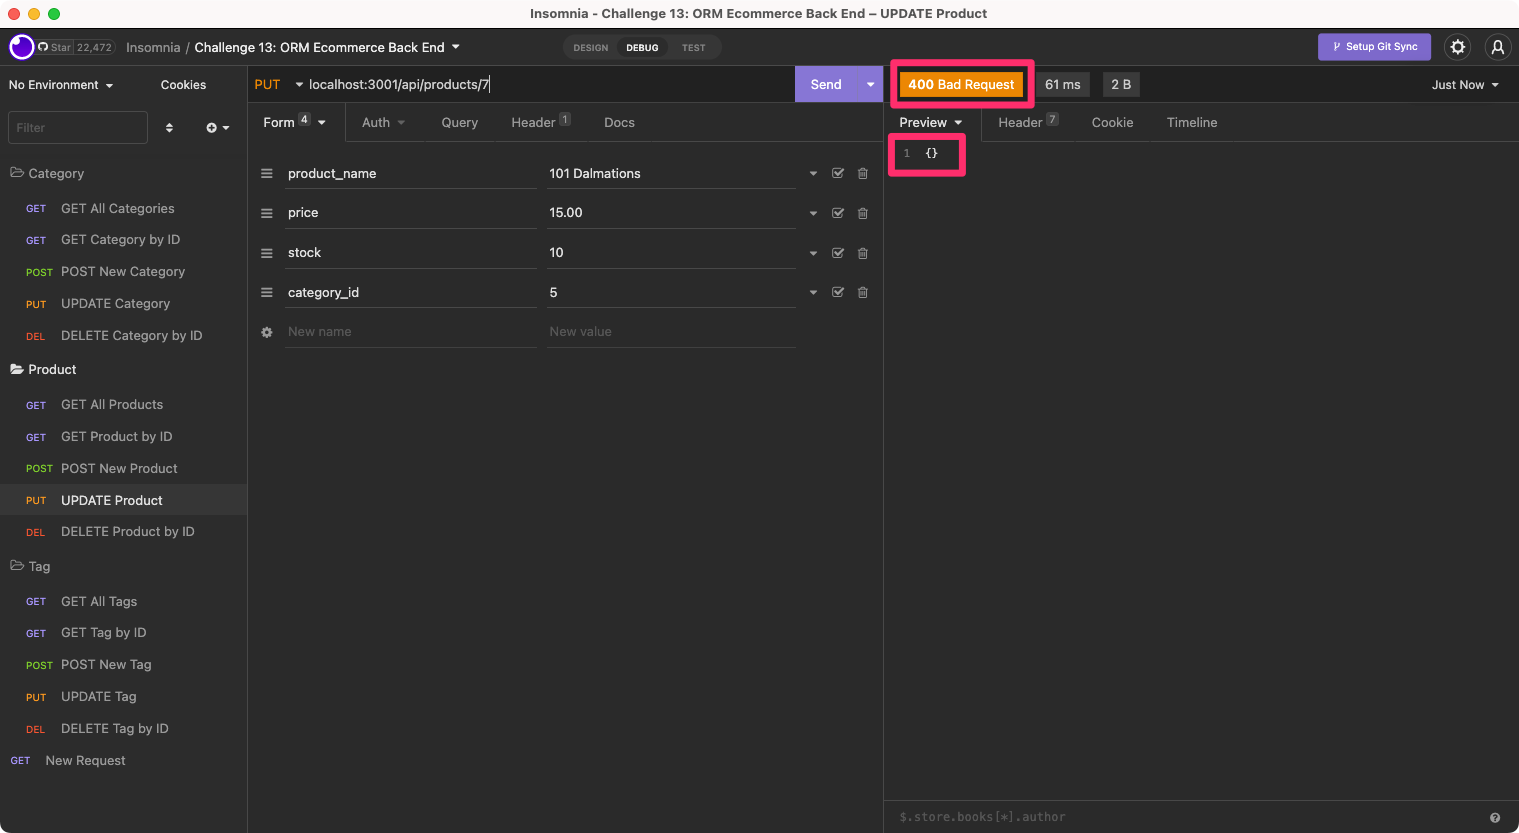 Insomnia - Challenge 13: ORM Ecommerce Back End – UPDATE Product
Star 22,472
Insomnia / Challenge 13: ORM Ecommerce Back End
DESIGN DEBUG TEST
Setup Git Sync
No Environment
Cookies
Filter
Category
GET GET All Categories
GET GET Category by ID
POST POST New Category
PUT UPDATE Category
DEL DELETE Category by ID
Product
GET GET All Products
GET GET Product by ID
POST POST New Product
PUT UPDATE Product
DEL DELETE Product by ID
Tag
GET GET All Tags
GET GET Tag by ID
POST POST New Tag
PUT UPDATE Tag
DEL DELETE Tag by ID
GET New Request
PUT localhost:3001/api/products/7
Send
Form 4 Auth Query Header 1 Docs
product_name 101 Dalmations
price 15.00
stock 10
category_id 5
New name New value
400 Bad Request 61 ms 2 B
Just Now
Preview Header 7 Cookie Timeline
1 {}
$.store.books[*].author